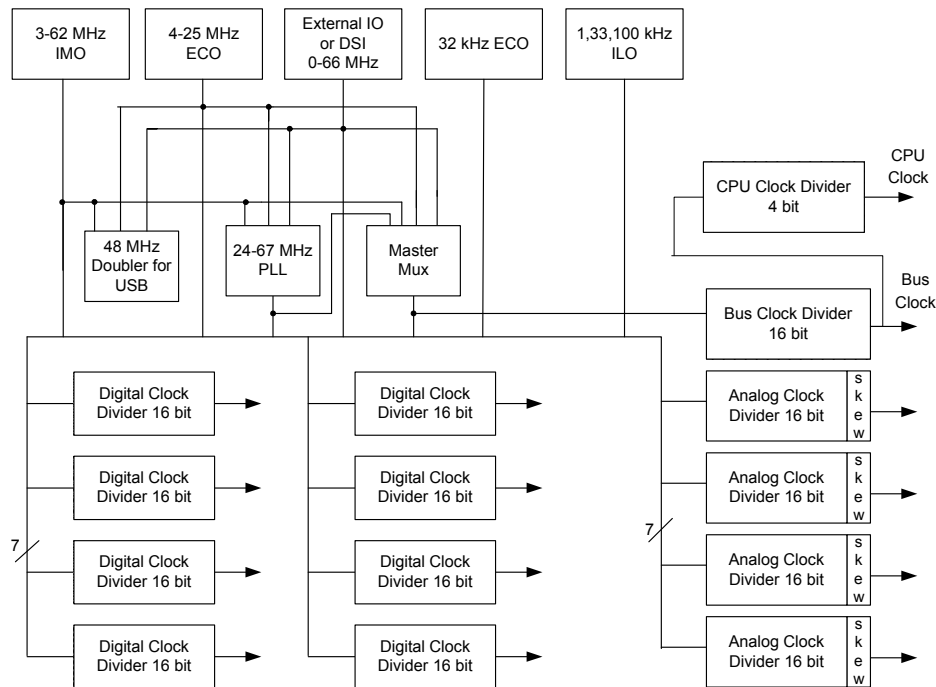 3-62 MHz
IMO
4-25 MHz
ECO
External IO
or DSI
0-66 MHz
32 kHz ECO
1,33,100 kHz
ILO
CPU
Clock
CPU Clock Divider
4 bit
48 MHz
Doubler for
USB
24-67 MHz
PLL
Master
Mux
Bus
Clock
Bus Clock Divider
16 bit
Digital Clock
Divider 16 bit
Digital Clock
Divider 16 bit
Analog Clock
Divider 16 bit
s
k
e
w
Digital Clock
Divider 16 bit
Digital Clock
Divider 16 bit
Analog Clock
Divider 16 bit
s
k
e
w
7
7
Digital Clock
Divider 16 bit
Digital Clock
Divider 16 bit
Analog Clock
Divider 16 bit
s
k
e
w
Digital Clock
Divider 16 bit
Digital Clock
Divider 16 bit
Analog Clock
Divider 16 bit
s
k
e
w